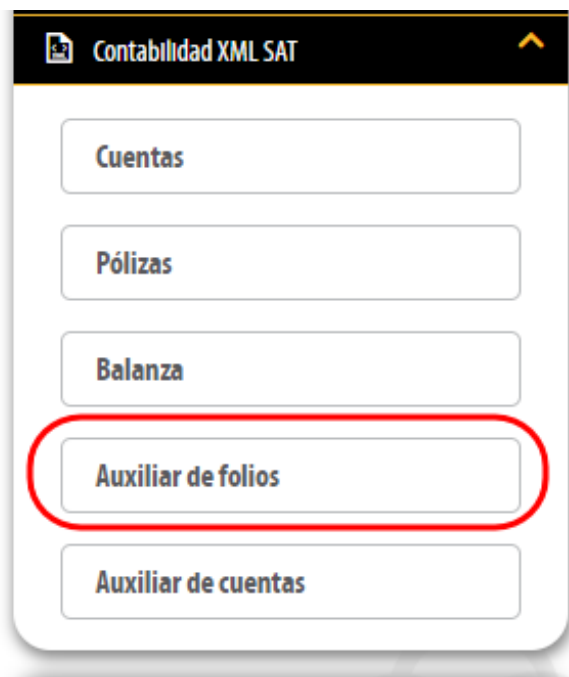 Contabilidad XML SAT
Cuentas
Pólizas
Balanza
Auxiliar de folios
Auxiliar de cuentas